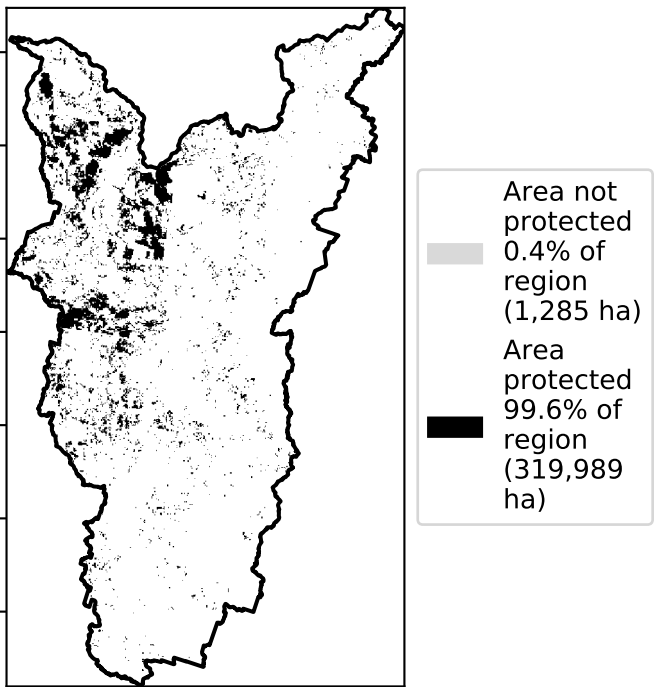 Area not
protected
0.4% of
region
(1,285 ha)
Area
protected
99.6% of
region
(319,989
ha)